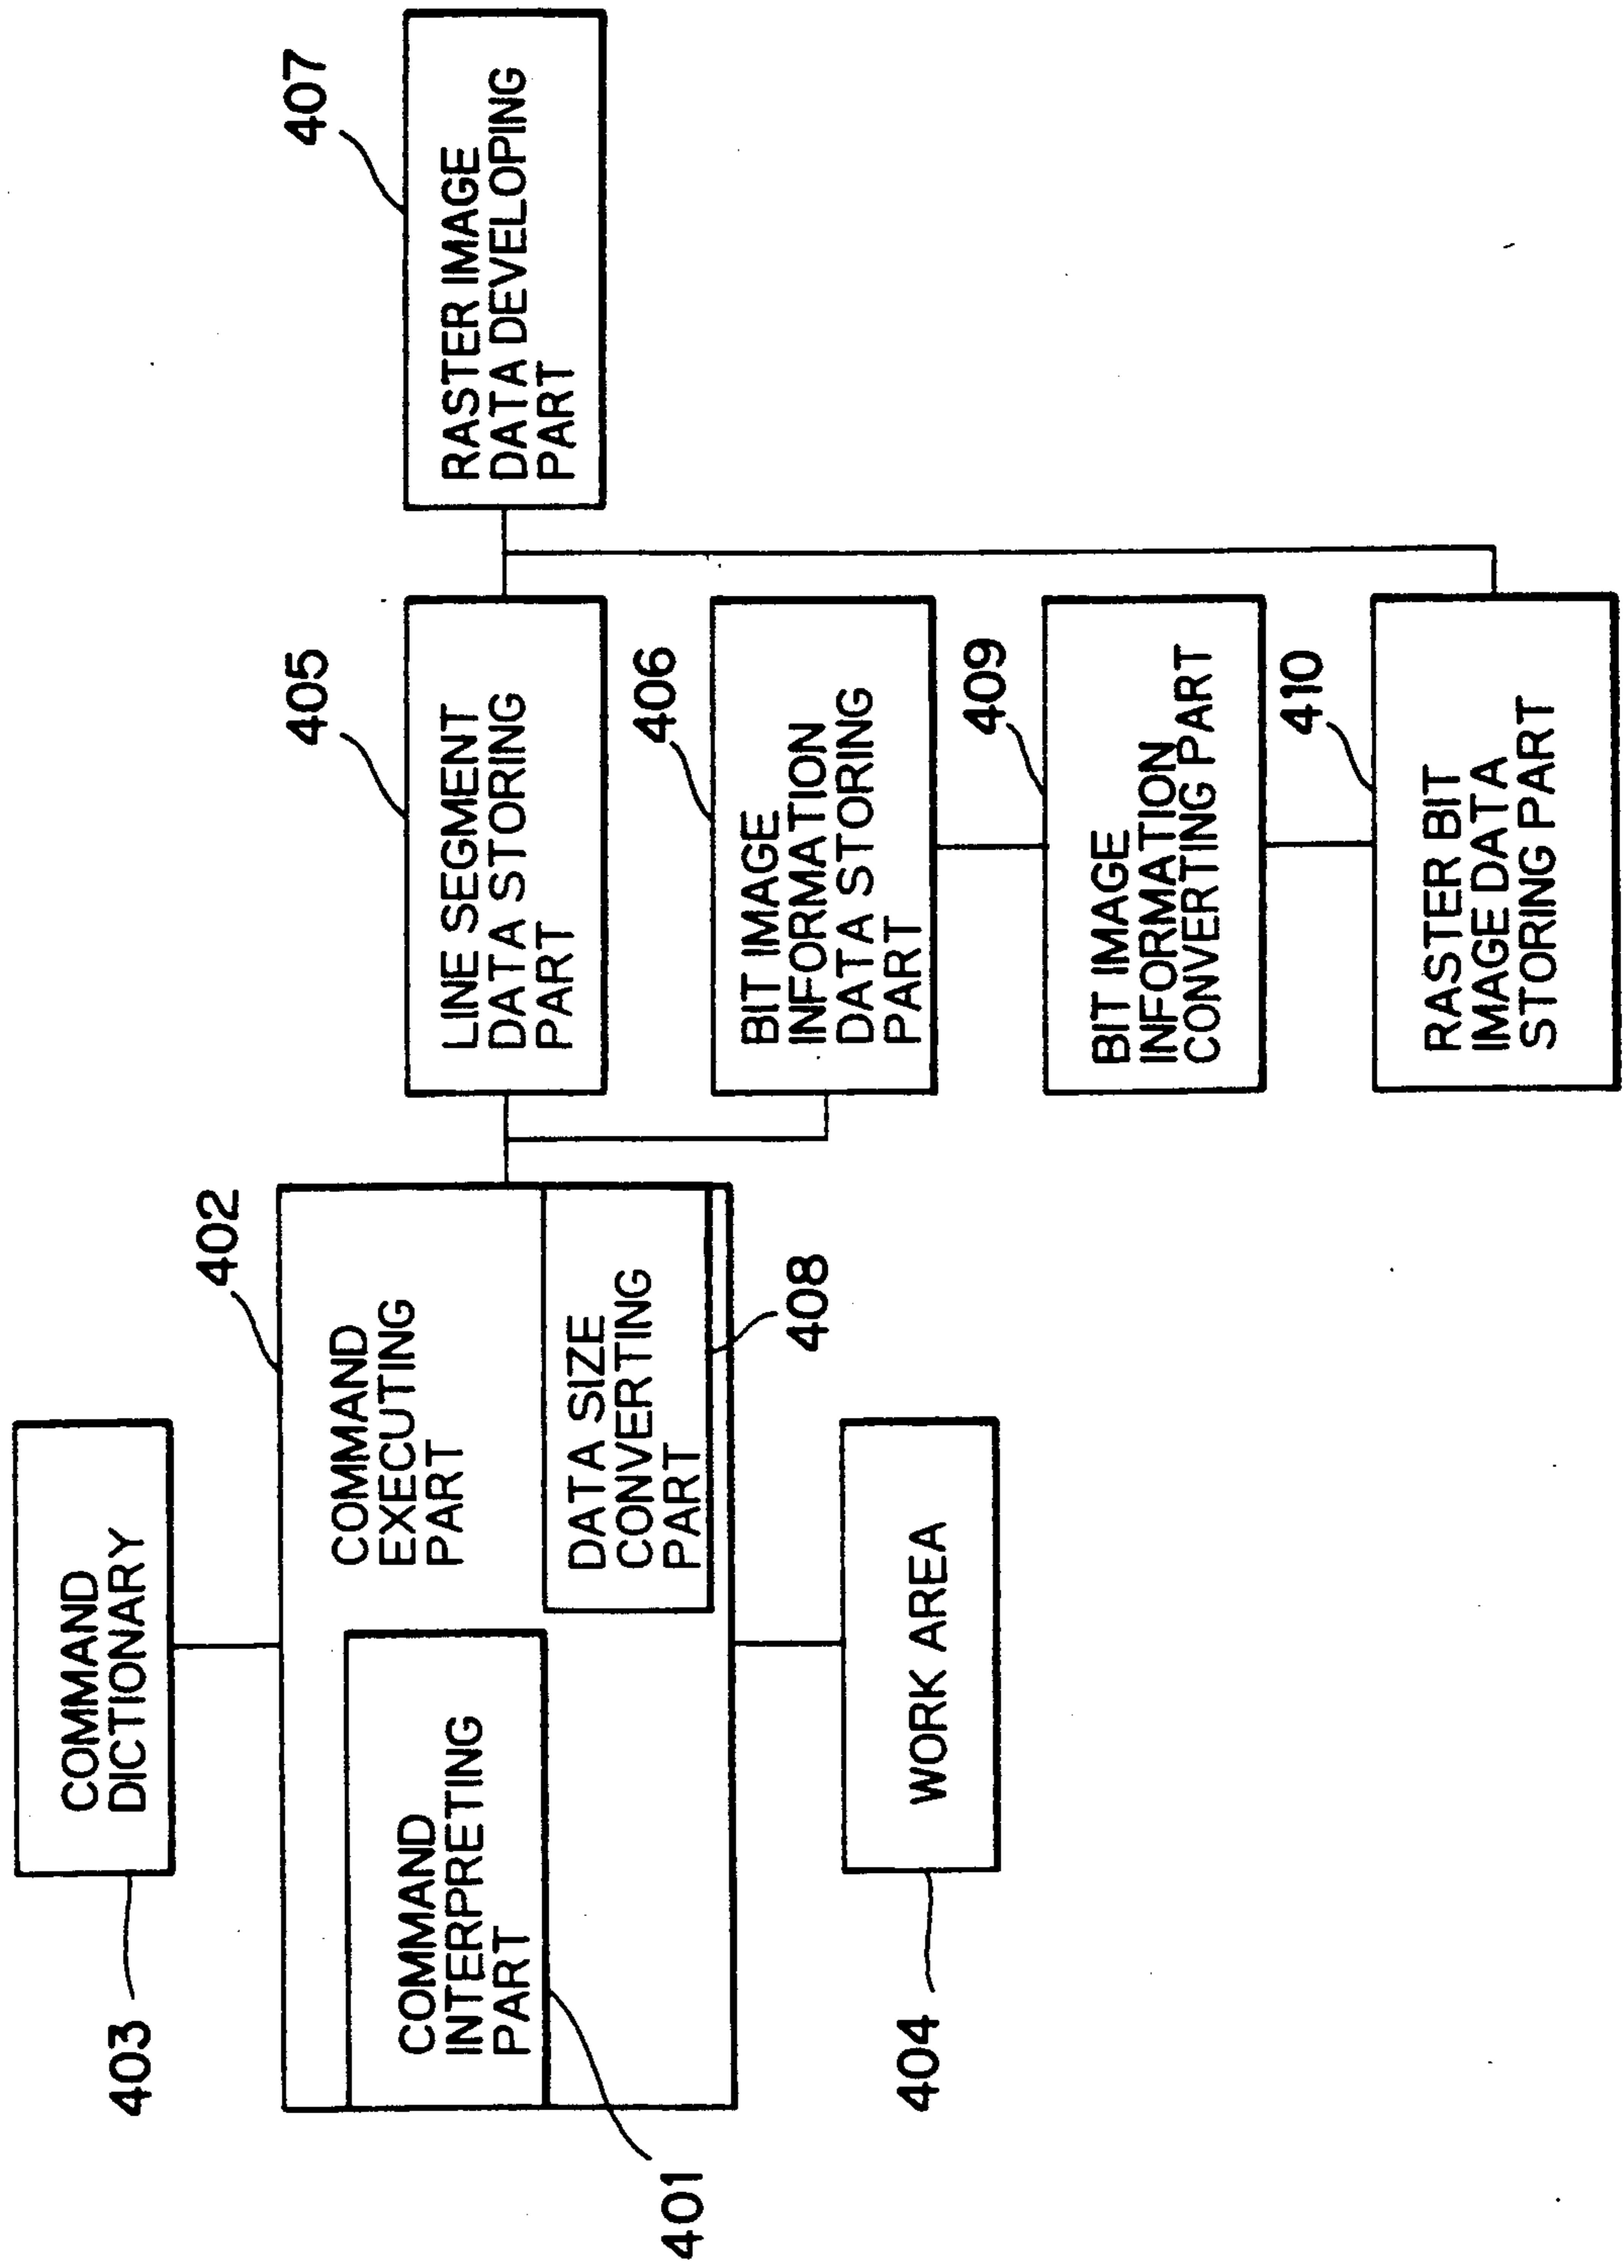 403
COMMAND
DICTIONARY
402
COMMAND
EXECUTING
PART
COMMAND
INTERPRETING
PART
401
DATA SIZE
CONVERTING
PART
408
WORK AREA
404
405
LINE SEGMENT
DATA STORING
PART
406
BIT IMAGE
INFORMATION
DATA STORING
PART
409
BIT IMAGE
INFORMATION
CONVERTING PART
410
RASTER BIT
IMAGE DATA
STORING PART
407
RASTER IMAGE
DATA DEVELOPING
PART